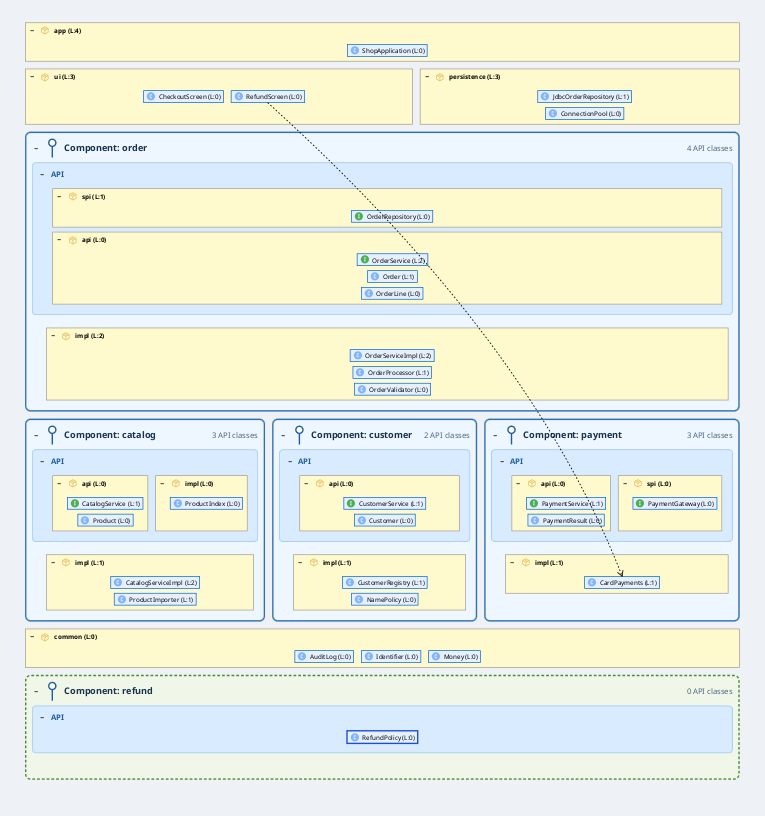 app (L:4)
ShopApplication (L:0)
ui (L:3)
persistence (L:3)
CheckoutScreen (L:0) RefundScreen (L:0)
JdbcOrderRepository (L:1)
ConnectionPool (L:0)
Component: order
4 API classes
API
spi (L:1)
OrderRepository (L:0)
api (L:0)
OrderService (L:2)
Order (L:1)
OrderLine (L:0)
impl (L:2)
OrderServiceImpl (L:2)
OrderProcessor (L:1)
OrderValidator (L:0)
Component: catalog
3 API classes
API
api (L:0)
CatalogService (L:1)
Product (L:0)
impl (L:0)
ProductIndex (L:0)
impl (L:1)
CatalogServiceImpl (L:2)
ProductImporter (L:1)
Component: customer
2 API classes
API
api (L:0)
CustomerService (L:1)
Customer (L:0)
impl (L:1)
CustomerRegistry (L:1)
NamePolicy (L:0)
Component: payment
3 API classes
API
api (L:0)
PaymentService (L:1)
PaymentResult (L:0)
spi (L:0)
PaymentGateway (L:0)
impl (L:1)
CardPayments (L:1)
common (L:0)
AuditLog (L:0) Identifier (L:0) Money (L:0)
Component: refund
0 API classes
API
RefundPolicy (L:0)